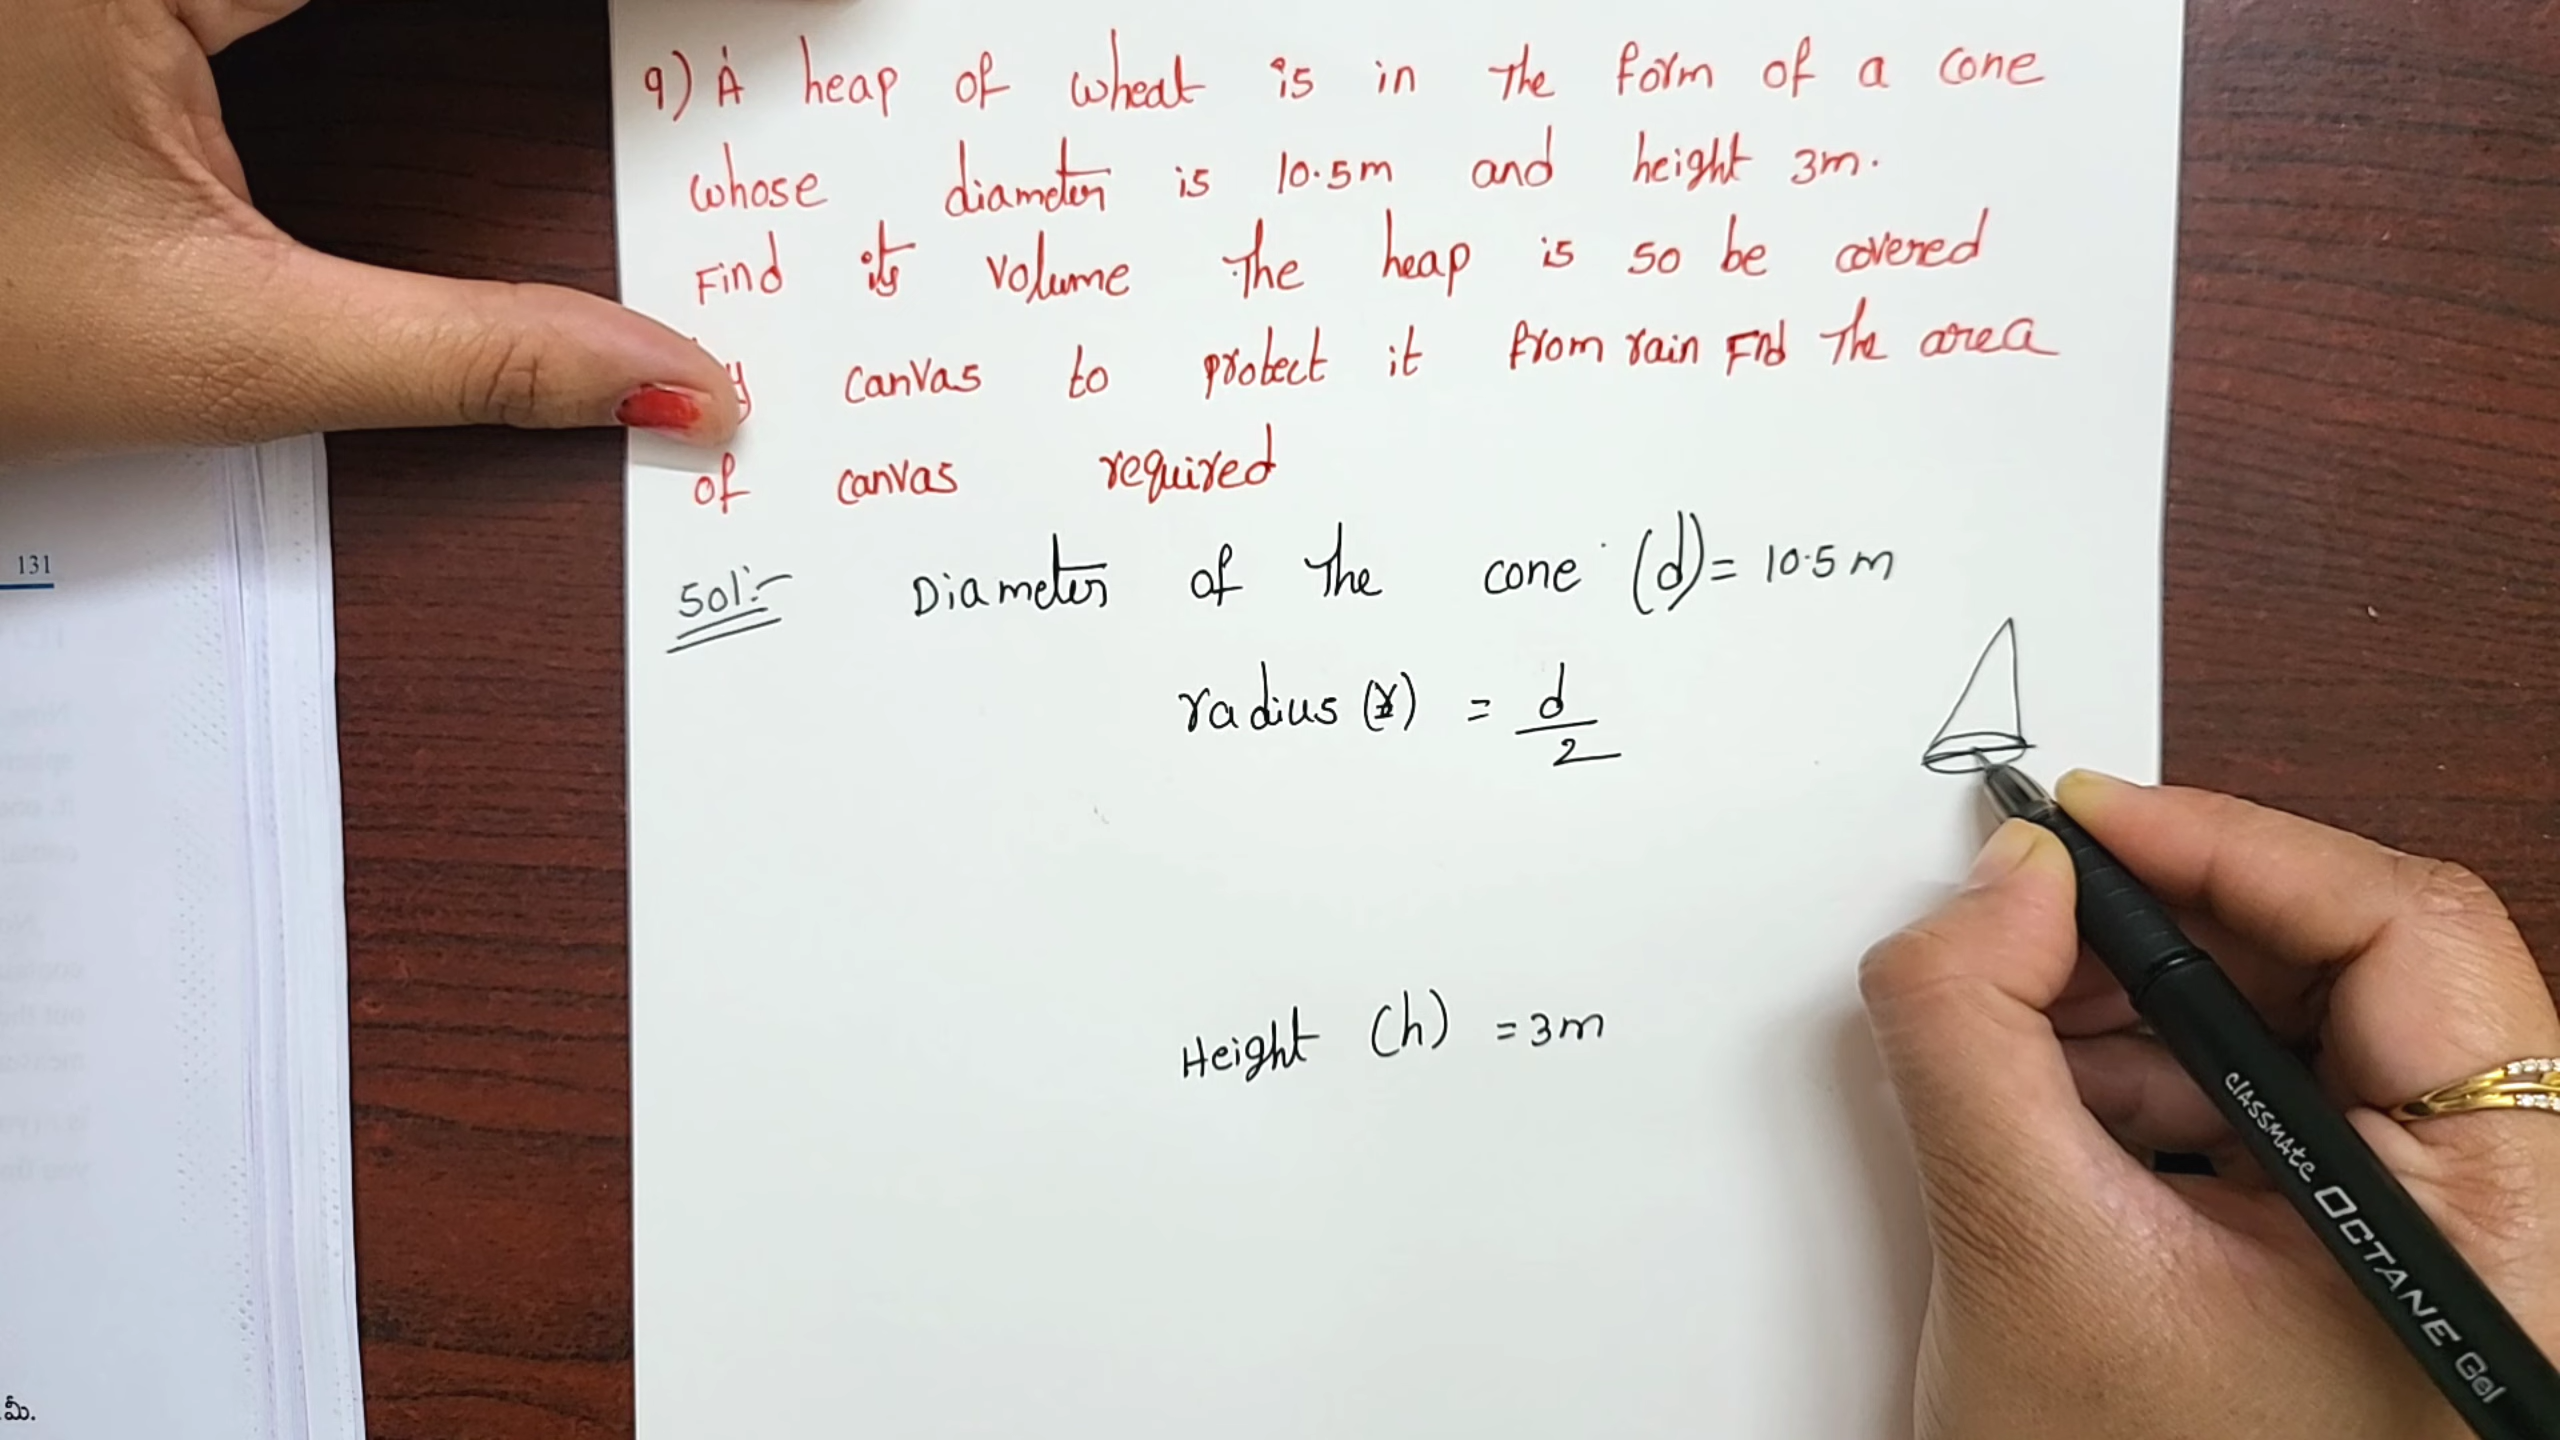 9) A heap of wheat is in the form of a cone
whose diameter is 10.5m and height 3m.
Find its volume The heap is so be covered
canvas to protect it from rain Fnd The area
of canvas required
Sol:- Diameter of The cone (d) = 10.5 m
radius (r) = d
2
Height (h) = 3m
131
మీ.
classmate OCTANE Gel